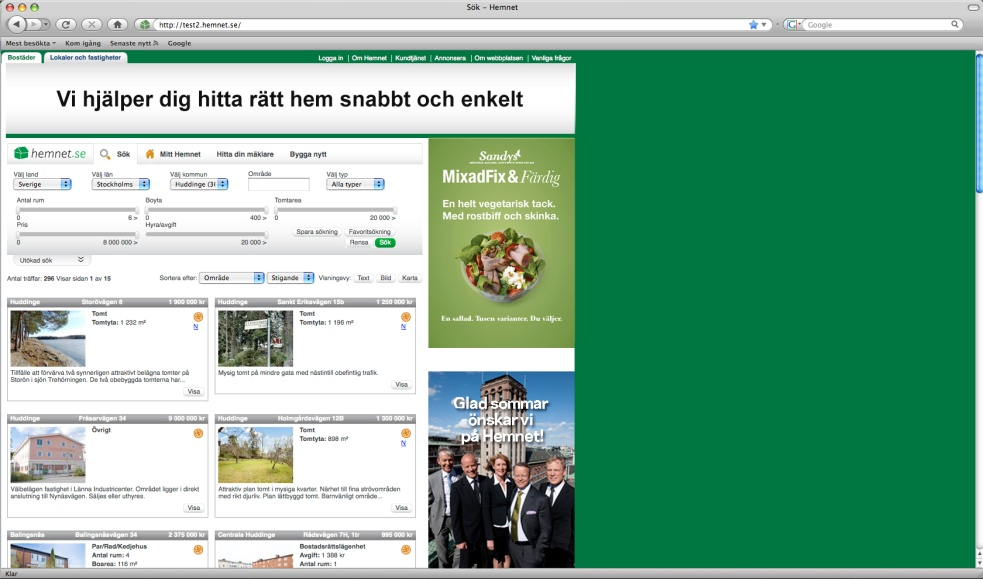 Sök – Hemnet
http://test2.hemnet.se/
Google
Mest besökta Kom igång Senaste nytt Google
Bostäder Lokaler och fastigheter
Logga in | Om Hemnet | Kundtjänst | Annonsera | Om webbplatsen | Vanliga frågor
Vi hjälper dig hitta rätt hem snabbt och enkelt
hemnet.se Sök Mitt Hemnet Hitta din mäklare Bygga nytt
Välj land Välj län Välj kommun Område Välj typ
Sverige Stockholms Huddinge Alla typer
Antal rum Boyta Tomtarea
0 6 > 0 400 > 0 20 000 >
Pris Hyra/avgift
0 8 000 000 > 0 20 000 >
Spara sökning Favoritsökning
Rensa Sök
Utökad sök
Antal träffar: 296 Visar sidan 1 av 15
Sortera efter: Område Stigande Visningsvy: Text Bild Karta
Huddinge Storövägen 8 1 900 000 kr
Tomt
Tomtyta: 1 232 m²
N
Tillfälle att förvärva två synnerligen attraktivt belägna tomter på
Storön i sjön Trehörningen. De två obebyggda tomterna har...
Visa
Huddinge Sankt Eriksvägen 15b 1 250 000 kr
Tomt
Tomtyta: 1 196 m²
N
Mysig tomt på mindre gata med nästintill obefintlig trafik.
Visa
Huddinge Fräsarvägen 34 9 000 000 kr
Övrigt
Välbelägen fastighet i Länna Industricenter. Området ligger i direkt
anslutning till Nynäsvägen. Säljes eller uthyres.
Visa
Huddinge Holmgårdsvägen 12B 1 300 000 kr
Tomt
Tomtyta: 898 m²
N
Attraktiv plan tomt i mysiga kvarter. Närhet till fina strövområden
med rikt djurliv. Plan lättbyggd tomt. Barnvänligt område...
Visa
Balingsnäs Balingsnäsvägen 34 2 375 000 kr
Par/Rad/Kedjehus
Antal rum: 4
Boarea: 116 m²
Centrala Huddinge Rådsvägen 7H, 1tr 995 000 kr
Bostadsrättslägenhet
Avgift: 1 388 kr
Antal rum: 1
Sandys
MixadFix & Färdig
En helt vegetarisk tack.
Med rostbiff och skinka.
En sallad. Tusen varianter. Du väljer.
Glad sommar
önskar vi
på Hemnet!
Klar